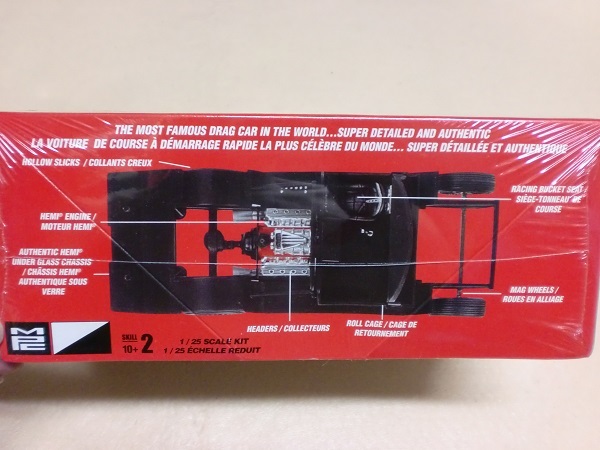 THE MOST FAMOUS DRAG CAR IN THE WORLD...SUPER DETAILED AND AUTHENTIC
LA VOITURE DE COURSE À DÉMARRAGE RAPIDE LA PLUS CÉLÈBRE DU MONDE... SUPER DÉTAILLÉE ET AUTHENTIQUE
HOLLOW SLICKS / COLLANTS CREUX
RACING BUCKET SEAT /
SIÈGE-TONNEAU DE
COURSE
HEMI® ENGINE /
MOTEUR HEMI®
AUTHENTIC HEMI®
UNDER GLASS CHASSIS
/ CHÂSSIS HEMI®
AUTHENTIQUE SOUS
VERRE
MAG WHEELS /
ROUES EN ALLIAGE
HEADERS / COLLECTEURS
ROLL CAGE / CAGE DE
RETOURNEMENT
MPC
SKILL
10+ 2
1 / 25 SCALE KIT
1 / 25 ÉCHELLE REDUIT